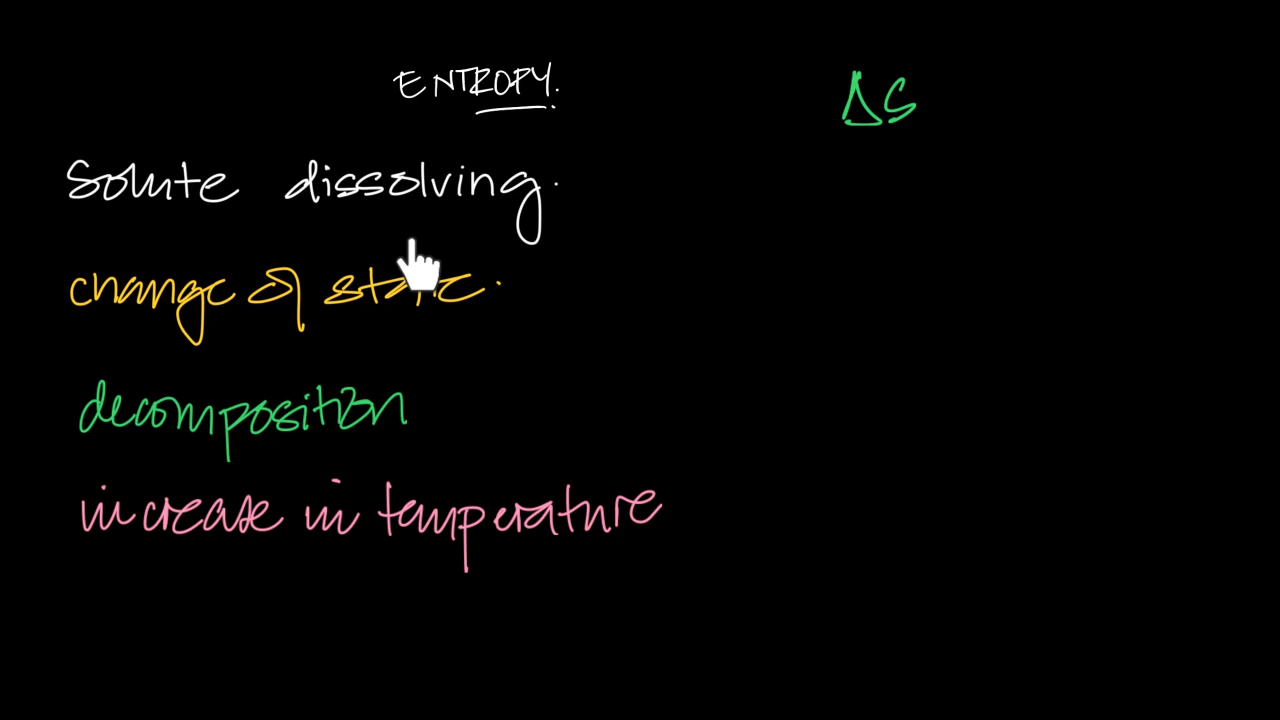 ENTROPY.
ΔS
Solute dissolving.
change of state.
decomposition
increase in temperature